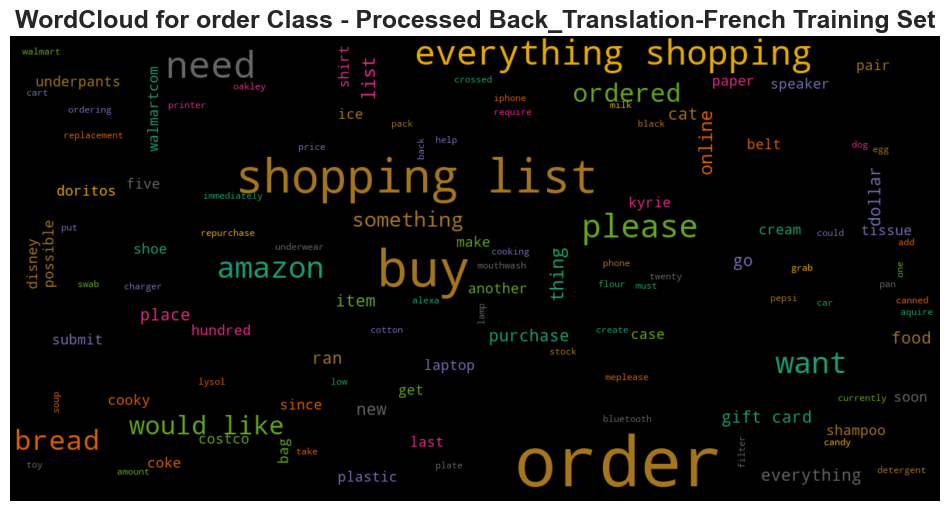 WordCloud for order Class - Processed Back_Translation-French Training Set
walmart
need
everything shopping
shirt
list
underpants
walmartcom
crossed
pair
paper
speaker
cart
oakley
ordered
iphone
milk
printer
ordering
ice
require
cat
online
pack
black
replacement
back
help
belt
dog
egg
price
shopping list
doritos
five
immediately
dollar
kyrie
something
please
put
repurchase
cream
could
tissue
disney
possible
shoe
underwear
make
cooking
add
amazon
buy
mouthwash
thing
phone
go
grab
one
swab
charger
another
twenty
flour
must
pan
item
alexa
pepsi
car
canned
aquire
place
lamp
hundred
cotton
purchase
create
case
submit
food
ran
stock
laptop
want
lysol
low
meplease
get
soup
cooky
since
new
currently
soon
bluetooth
gift card
would like
bread
costco
bag
last
shampoo
candy
take
order
filter
toy
coke
plate
amount
plastic
everything
detergent